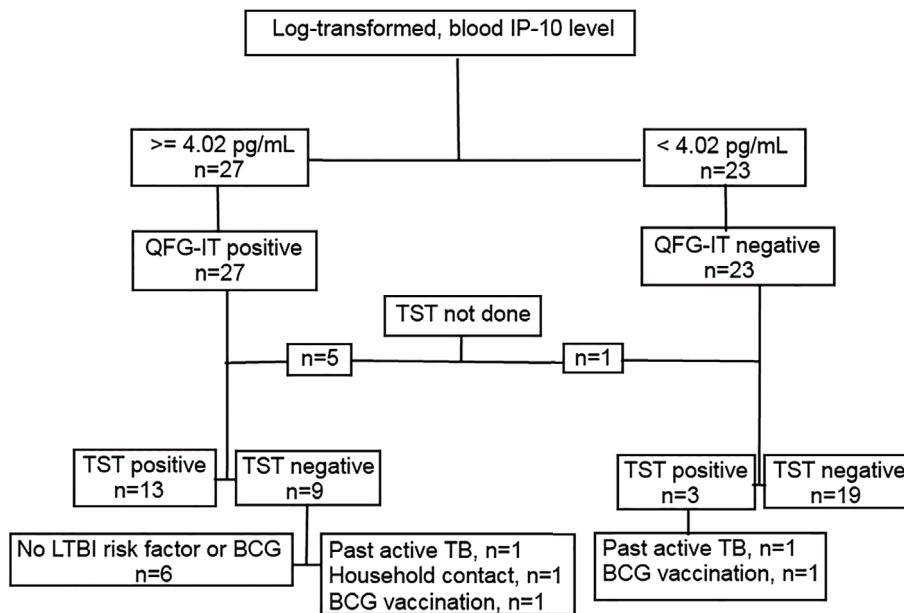 Log-transformed, blood IP-10 level
>= 4.02 pg/mL
n=27
< 4.02 pg/mL
n=23
QFG-IT positive
n=27
QFG-IT negative
n=23
TST not done
n=5
n=1
TST positive
n=13
TST negative
n=9
TST positive
n=3
TST negative
n=19
No LTBI risk factor or BCG
n=6
Past active TB, n=1
Household contact, n=1
BCG vaccination, n=1
Past active TB, n=1
BCG vaccination, n=1